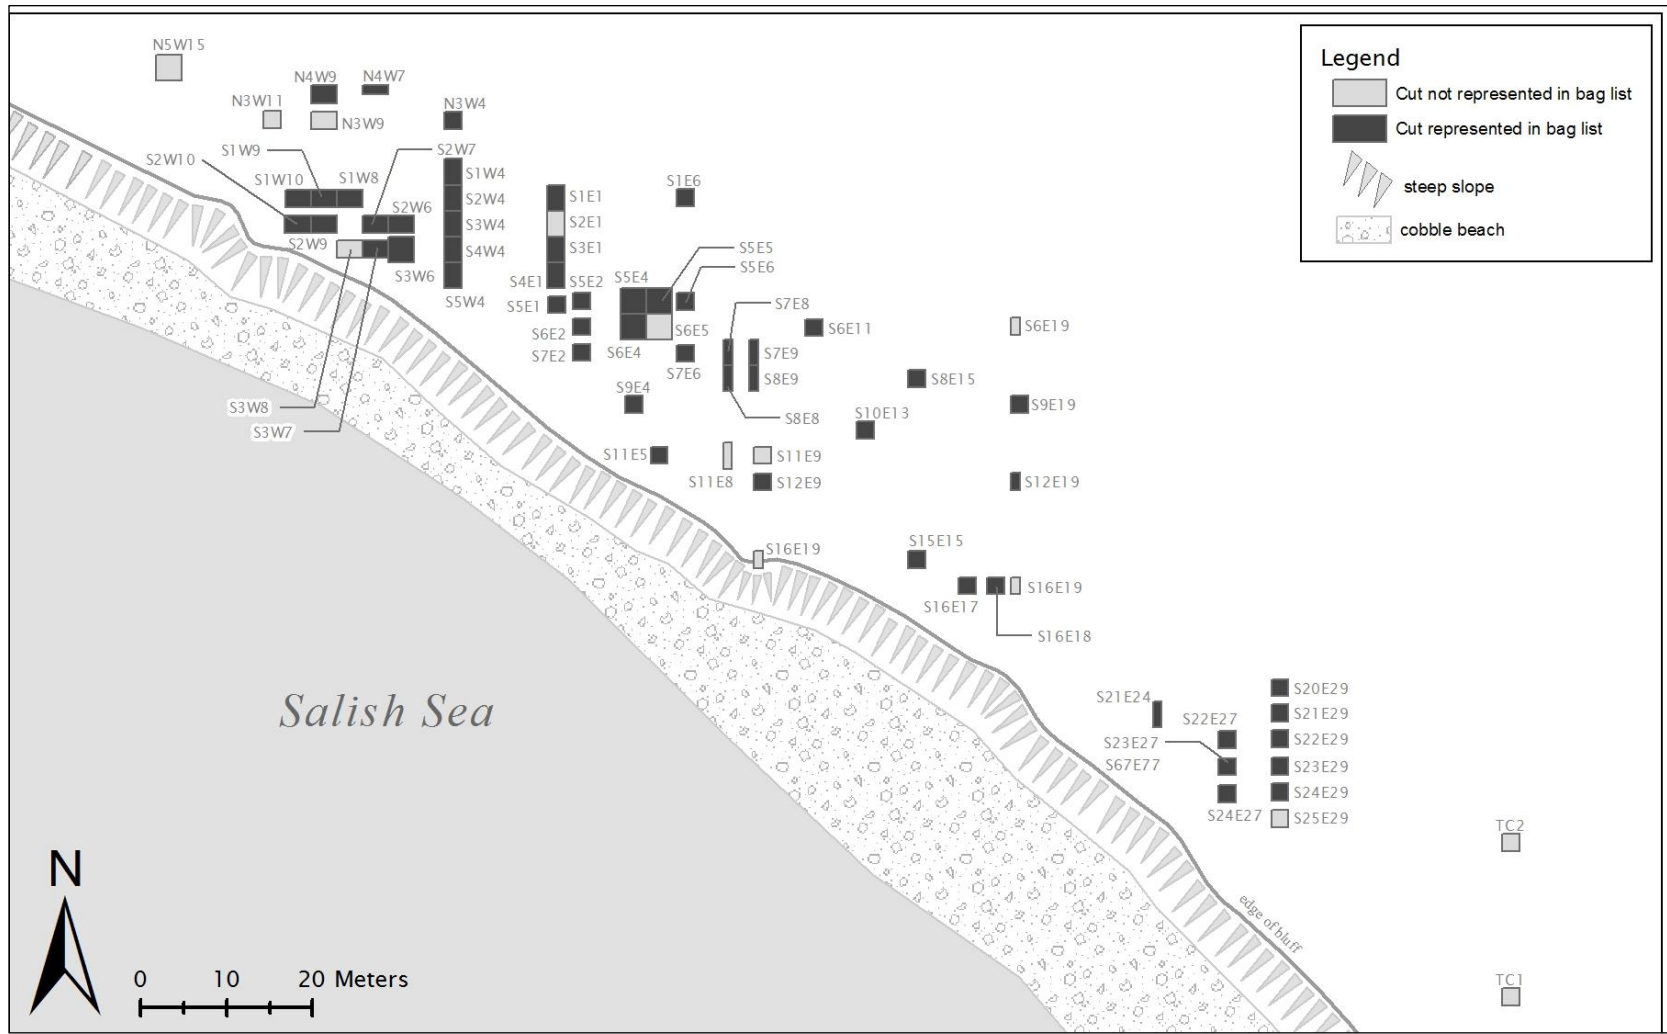 N5W15
N4W9
N4W7
N3W11
N3W9
N3W4
S2W10
S1W9
S2W7
S1W10
S1W8
S2W6
S2W9
S3W6
S3W8
S3W7
S1W4
S2W4
S3W4
S4W4
S5W4
S1E1
S2E1
S3E1
S4E1
S5E2
S5E1
S6E2
S7E2
S1E6
S5E4
S5E5
S5E6
S6E5
S6E4
S7E6
S7E8
S7E9
S8E9
S8E8
S6E11
S6E19
S9E4
S8E15
S9E19
S10E13
S11E5
S11E8
S11E9
S12E9
S12E19
S16E19
S15E15
S16E17
S16E19
S16E18
S21E24
S22E27
S23E27
S67E77
S24E27
S20E29
S21E29
S22E29
S23E29
S24E29
S25E29
TC2
TC1
edge of bluff
Salish Sea
N
0 10 20 Meters
Legend
Cut not represented in bag list
Cut represented in bag list
steep slope
cobble beach